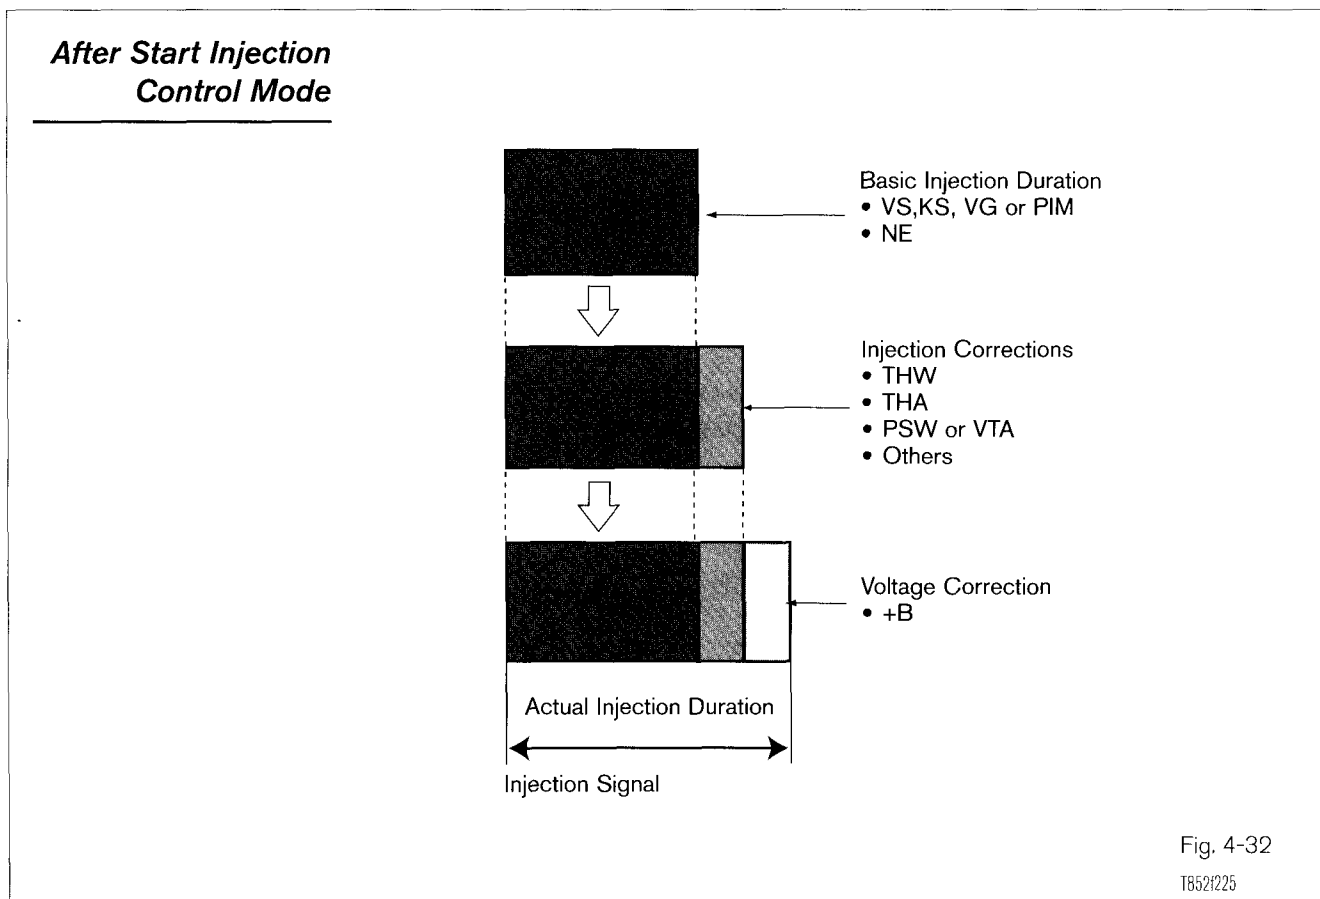 After Start Injection
Control Mode
Basic Injection Duration
• VS,KS, VG or PIM
• NE
Injection Corrections
• THW
• THA
• PSW or VTA
• Others
Voltage Correction
• +B
Actual Injection Duration
Injection Signal
Fig. 4-32
T852f225